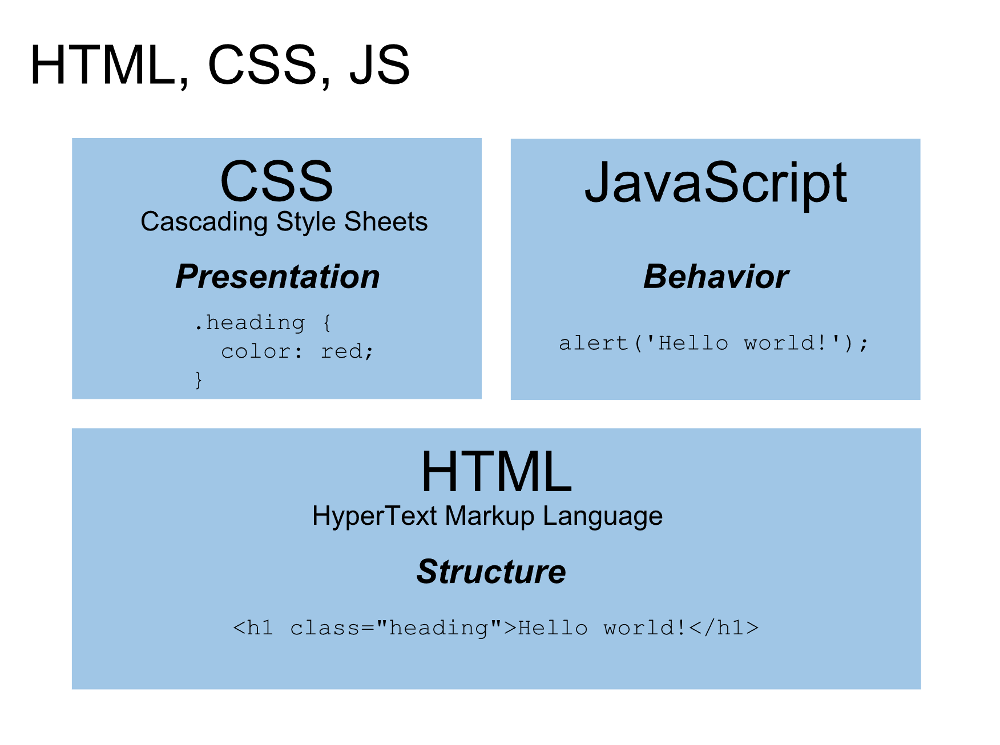 HTML, CSS, JS
CSS
Cascading Style Sheets
Presentation
.heading {
  color: red;
}
JavaScript
Behavior
alert('Hello world!');
HTML
HyperText Markup Language
Structure
<h1 class="heading">Hello world!</h1>